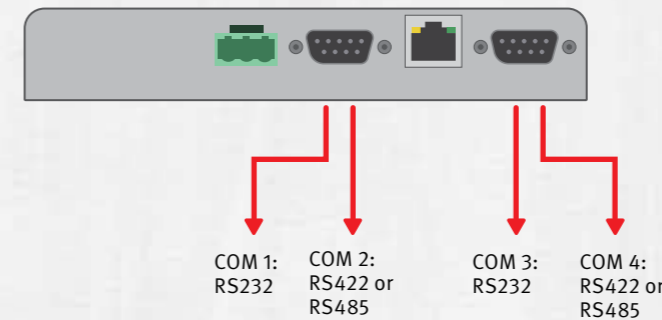 COM 1:
RS232
COM 2:
RS422 or
RS485
COM 3:
RS232
COM 4:
RS422 or
RS485